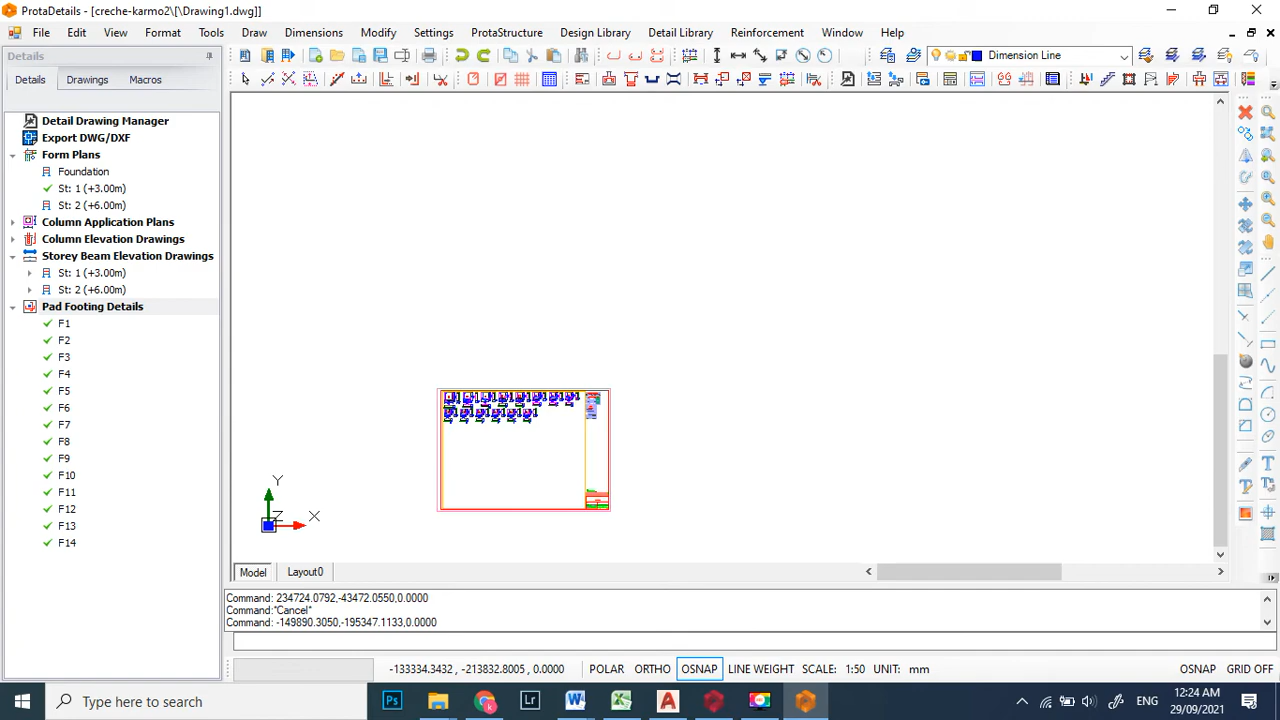 ProtaDetails - [creche-karmo2\[\Drawing1.dwg]]
File Edit View Format Tools Draw Dimensions Modify Settings ProtaStructure Design Library Detail Library Reinforcement Window Help
Details
Dimension Line
Details Drawings Macros
Detail Drawing Manager
Export DWG/DXF
Form Plans
Foundation
St: 1 (+3.00m)
St: 2 (+6.00m)
Column Application Plans
Column Elevation Drawings
Storey Beam Elevation Drawings
St: 1 (+3.00m)
St: 2 (+6.00m)
Pad Footing Details
F1
F2
F3
F4
F5
F6
F7
F8
F9
F10
F11
F12
F13
F14
Y
Z
X
Model Layout0
Command: 234724.0792,-43472.0550,0.0000
Command:*Cancel*
Command: -149890.3050,-195347.1133,0.0000
-133334.3432 , -213832.8005 , 0.0000 POLAR ORTHO OSNAP LINE WEIGHT SCALE: 1:50 UNIT: mm OSNAP GRID OFF
Type here to search
Ps
Lr
ENG
12:24 AM
29/09/2021